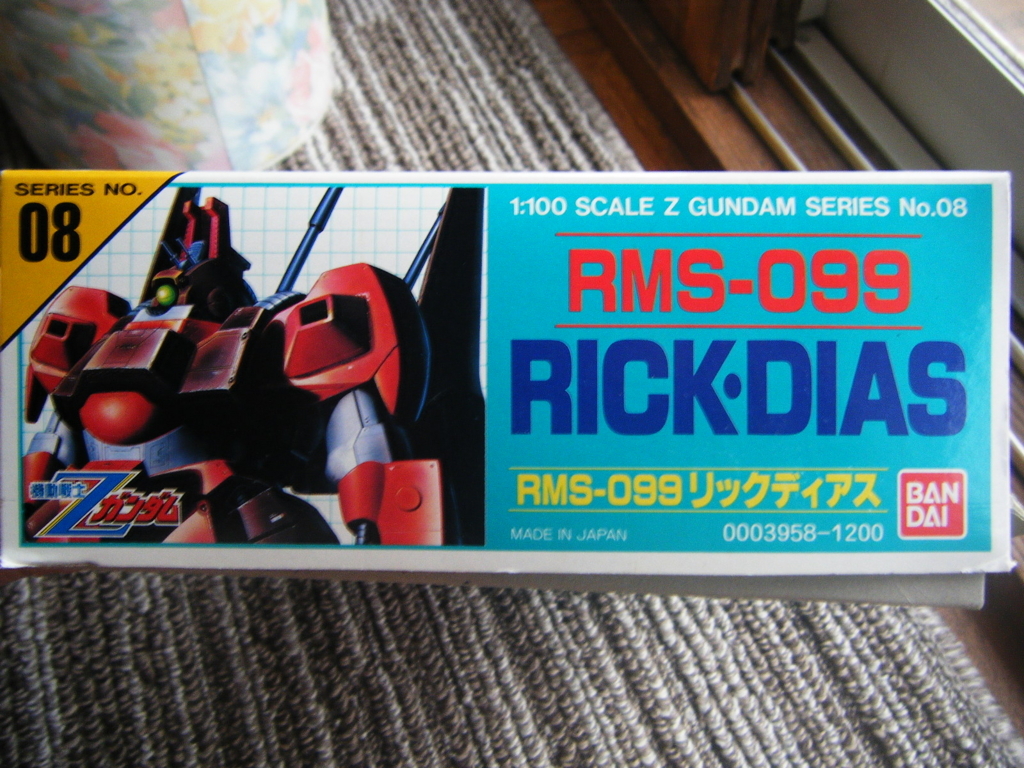 SERIES NO.
08
機動戦士
Zガンダム
1:100 SCALE Z GUNDAM SERIES No.08
RMS-099
RICK·DIAS
RMS-099リックディアス
MADE IN JAPAN
0003958-1200
BAN
DAI